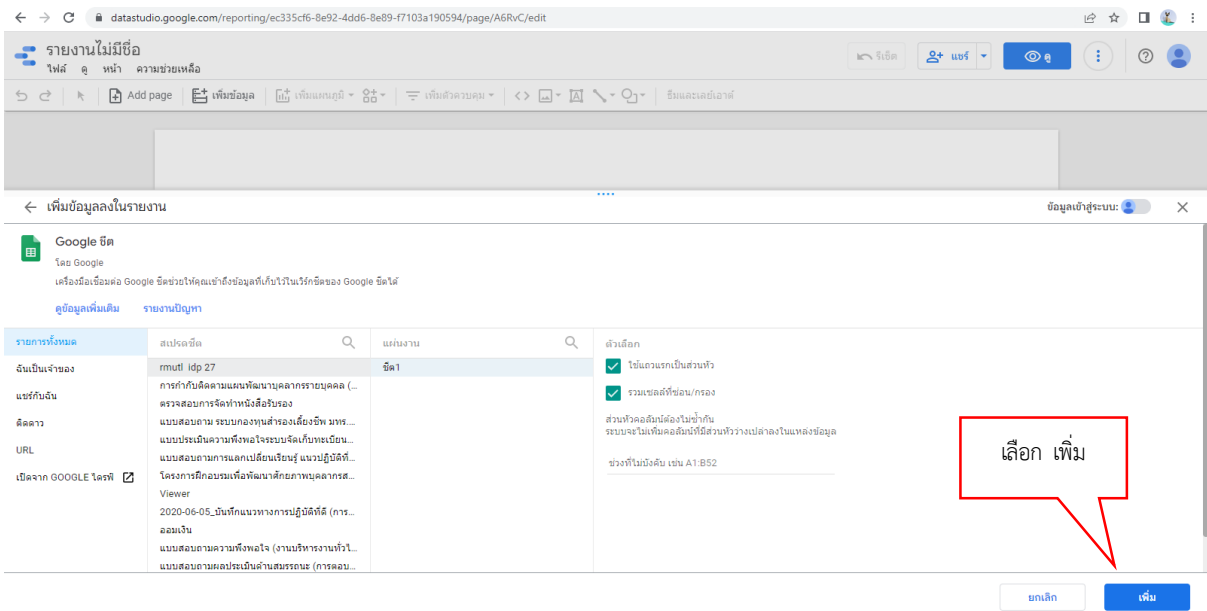 datastudio.google.com/reporting/ec335cf6-8e92-4dd6-8e89-f7103a190594/page/A6RvC/edit
รายงานไม่มีชื่อ
ไฟล์ ดู หน้า ความช่วยเหลือ
รีเซ็ต
แชร์
ดู
Add page
เพิ่มข้อมูล
เพิ่มแผนภูมิ
เพิ่มตัวควบคุม
ธีมและเลย์เอาต์
เพิ่มข้อมูลลงในรายงาน
ข้อมูลเข้าสู่ระบบ:
Google ชีต
โดย Google
เครื่องมือเชื่อมต่อ Google ชีตช่วยให้คุณเข้าถึงข้อมูลที่เก็บไว้ในเวิร์กชีตของ Google ชีตได้
ดูข้อมูลเพิ่มเติม รายงานปัญหา
รายการทั้งหมด
ฉันเป็นเจ้าของ
แชร์กับฉัน
ติดดาว
URL
เปิดจาก GOOGLE ไดรฟ์
สเปรดชีต
rmutl idp 27
การกำกับติดตามแผนพัฒนาบุคลากรรายบุคคล (...
ตรวจสอบการจัดทำหนังสือรับรอง
แบบสอบถาม ระบบกองทุนสำรองเลี้ยงชีพ มทร....
แบบประเมินความพึงพอใจระบบจัดเก็บทะเบียน...
แบบสอบถามการแลกเปลี่ยนเรียนรู้ แนวปฏิบัติที่...
โครงการฝึกอบรมเพื่อพัฒนาศักยภาพบุคลากรส...
Viewer
2020-06-05_บันทึกแนวทางการปฏิบัติที่ดี (การ...
ออมเงิน
แบบสอบถามความพึงพอใจ (งานบริหารงานทั่วไ...
แบบสอบถามผลประเมินด้านสมรรถนะ (การตอบ...
แผ่นงาน
ชีต1
ตัวเลือก
ใช้แถวแรกเป็นส่วนหัว
รวมเซลล์ที่ซ่อน/กรอง
ส่วนหัวคอลัมน์ต้องไม่ซ้ำกัน
ระบบจะไม่เพิ่มคอลัมน์ที่มีส่วนหัวว่างเปล่าลงในแหล่งข้อมูล
ช่วงที่ไม่บังคับ เช่น A1:B52
เลือก เพิ่ม
ยกเลิก
เพิ่ม